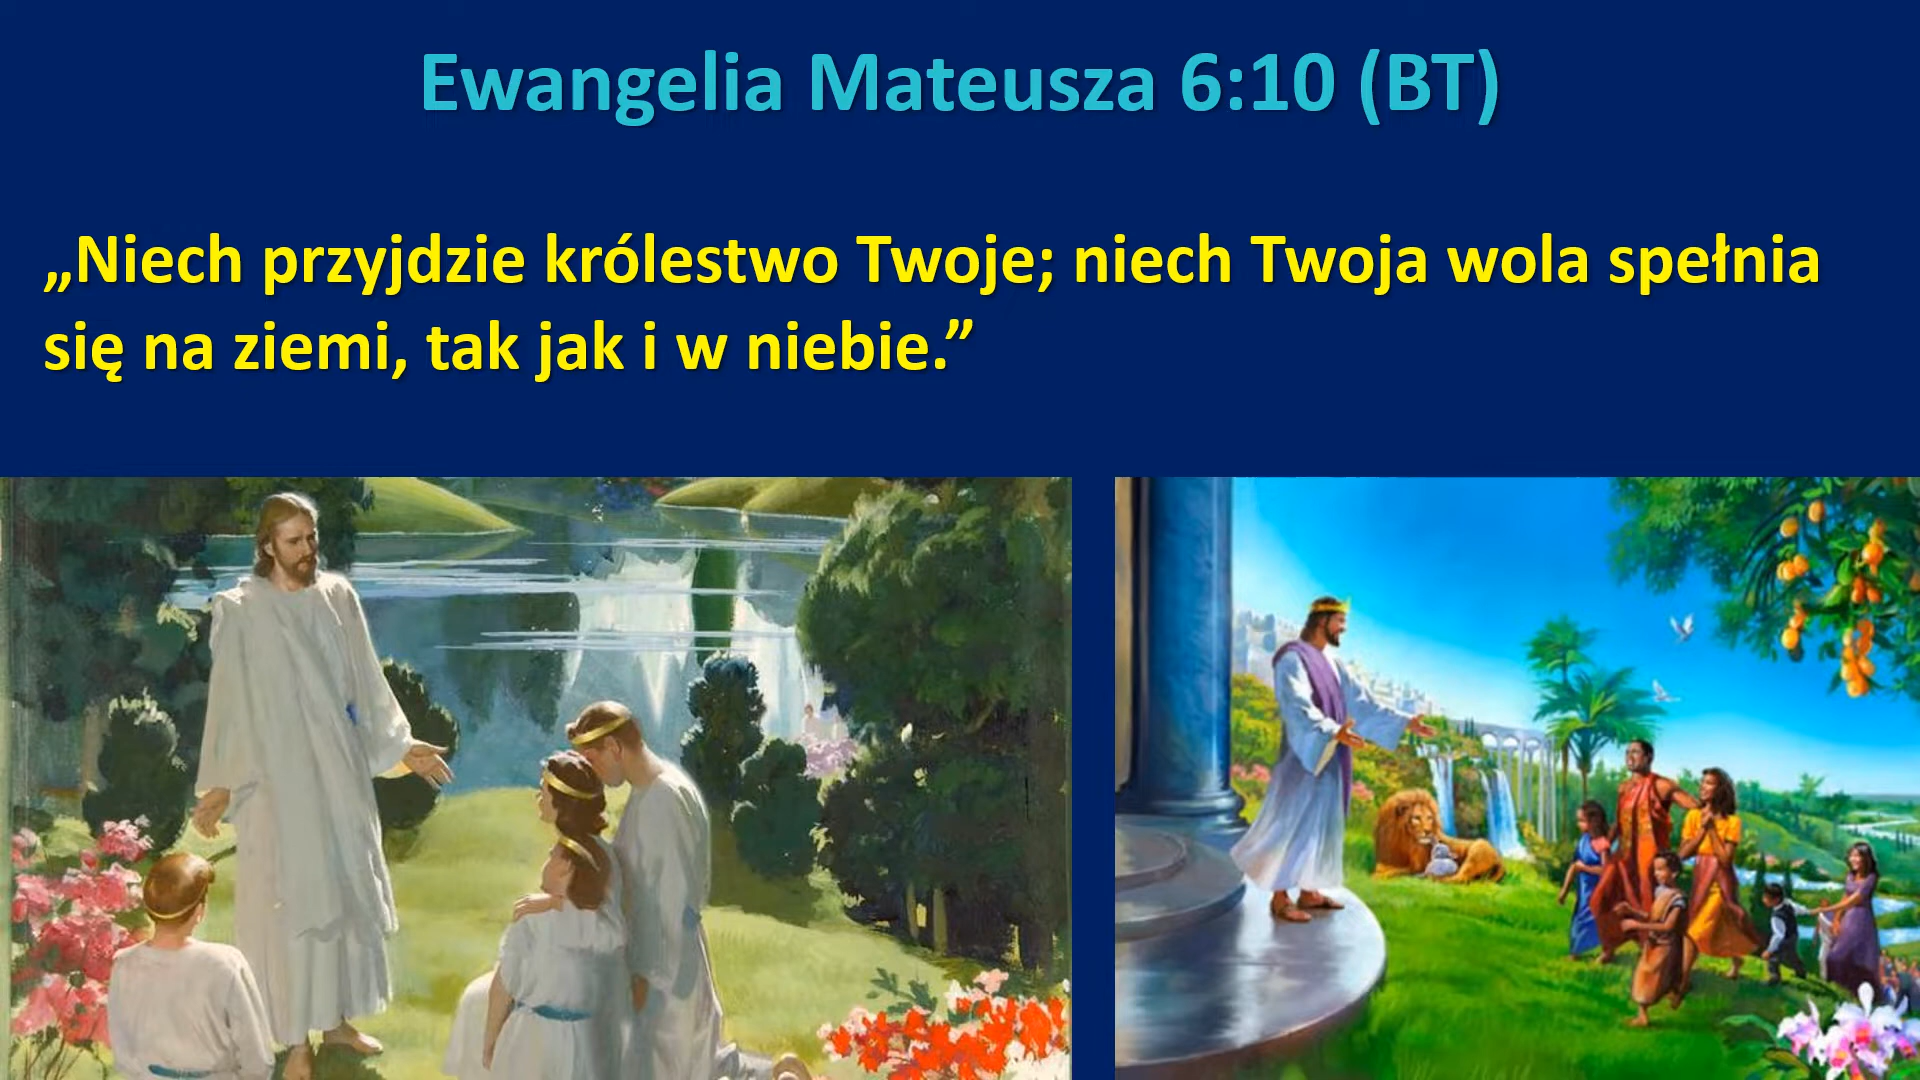 Ewangelia Mateusza 6:10 (BT)
„Niech przyjdzie królestwo Twoje; niech Twoja wola spełnia
się na ziemi, tak jak i w niebie.”